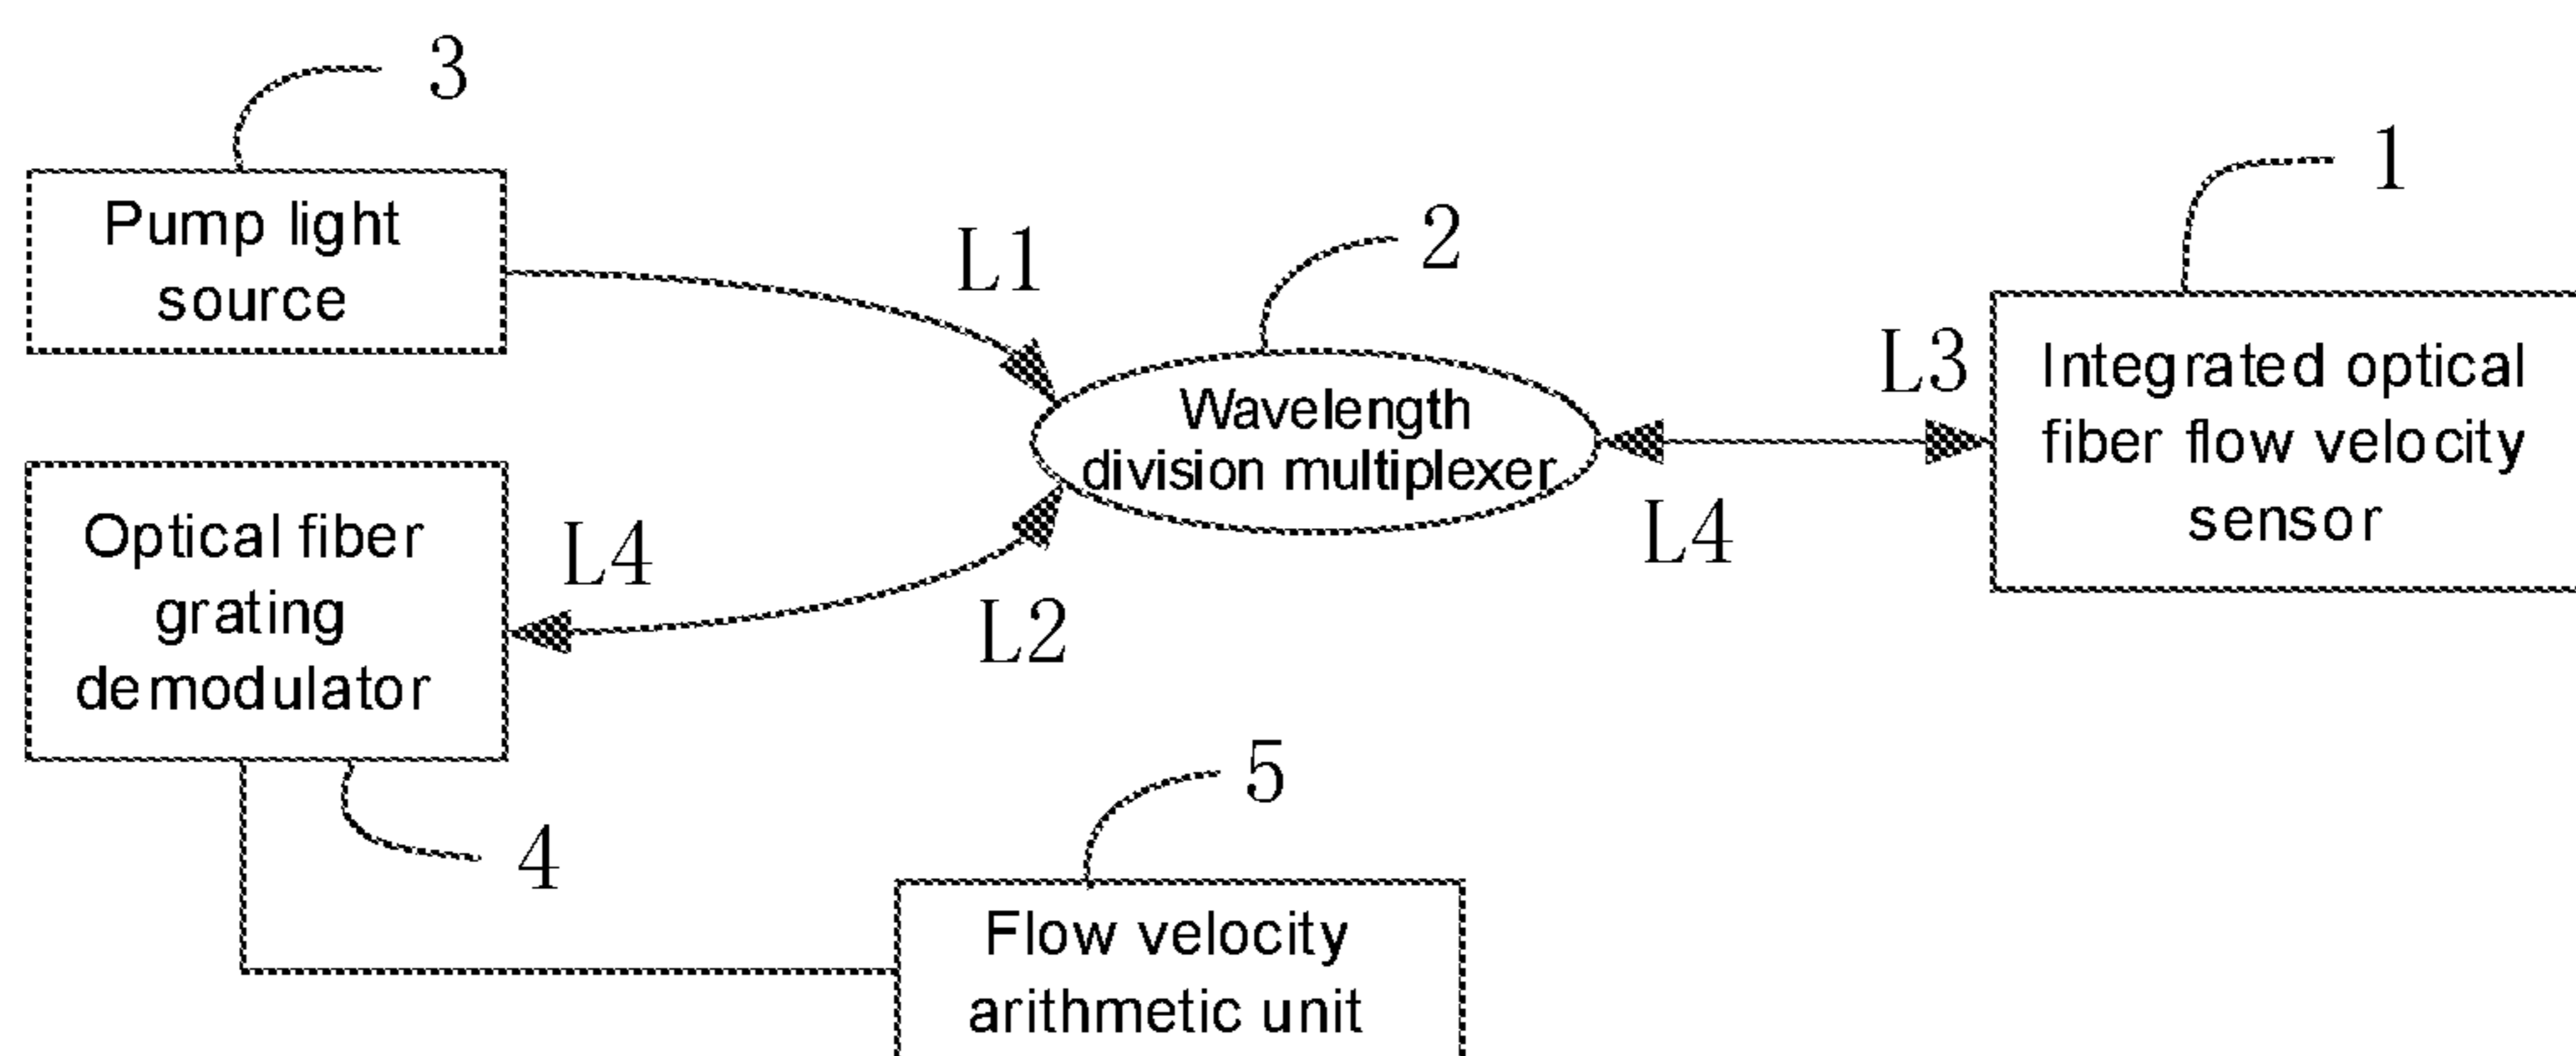 3
Pump light
source
L1
2
1
Wavelength
division multiplexer
L3
Integrated optical
fiber flow velocity
sensor
L4
Optical fiber
grating
demodulator
L4
L2
4
5
Flow velocity
arithmetic unit